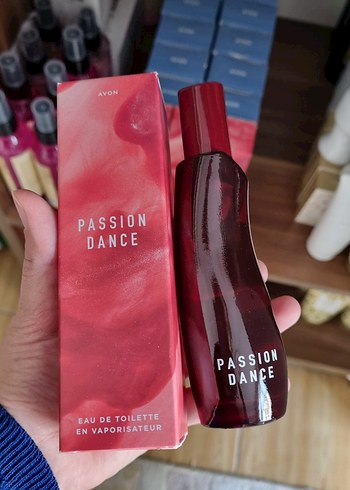 AVON
PASSION
DANCE
EAU DE TOILETTE
EN VAPORISATEUR
PASSION
DANCE